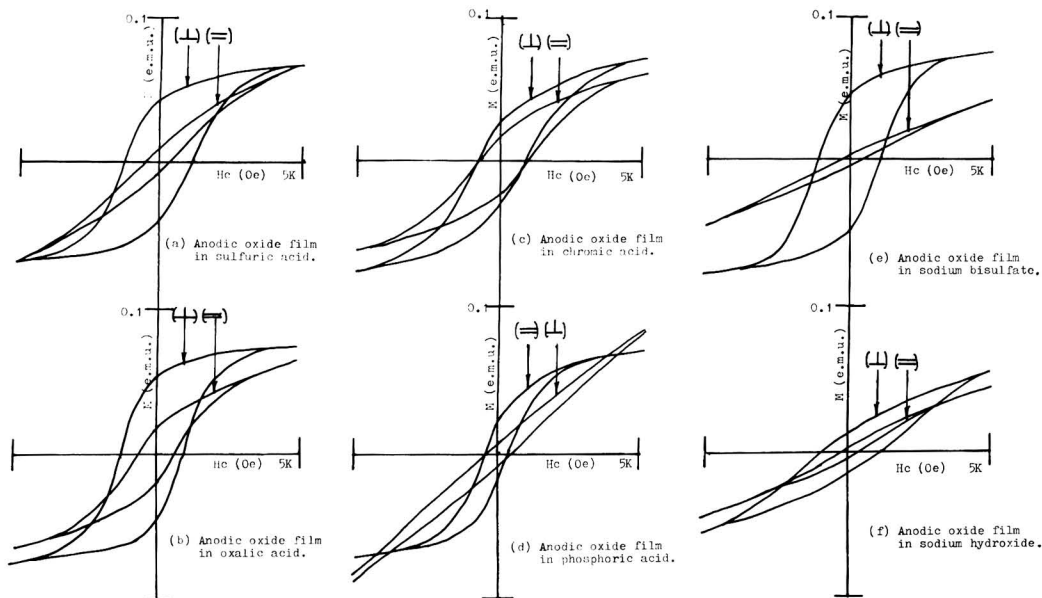 0.1
M (e.m.u.)
(⊥) (=)
Hc (Oe) 5K
(a) Anodic oxide film
in sulfuric acid.
0.1
M (e.m.u.)
(⊥) (=)
Hc (Oe) 5K
(c) Anodic oxide film
in chromic acid.
0.1
M (e.m.u.)
(⊥) (=)
Hc (Oe) 5K
(e) Anodic oxide film
in sodium bisulfate.
0.1
M (e.m.u.)
(⊥) (=)
Hc (Oe) 5K
(b) Anodic oxide film
in oxalic acid.
0.1
M (e.m.u.)
(=) (⊥)
Hc (Oe) 5K
(d) Anodic oxide film
in phosphoric acid.
0.1
M (e.m.u.)
(⊥) (=)
Hc (Oe) 5K
(f) Anodic oxide film
in sodium hydroxide.